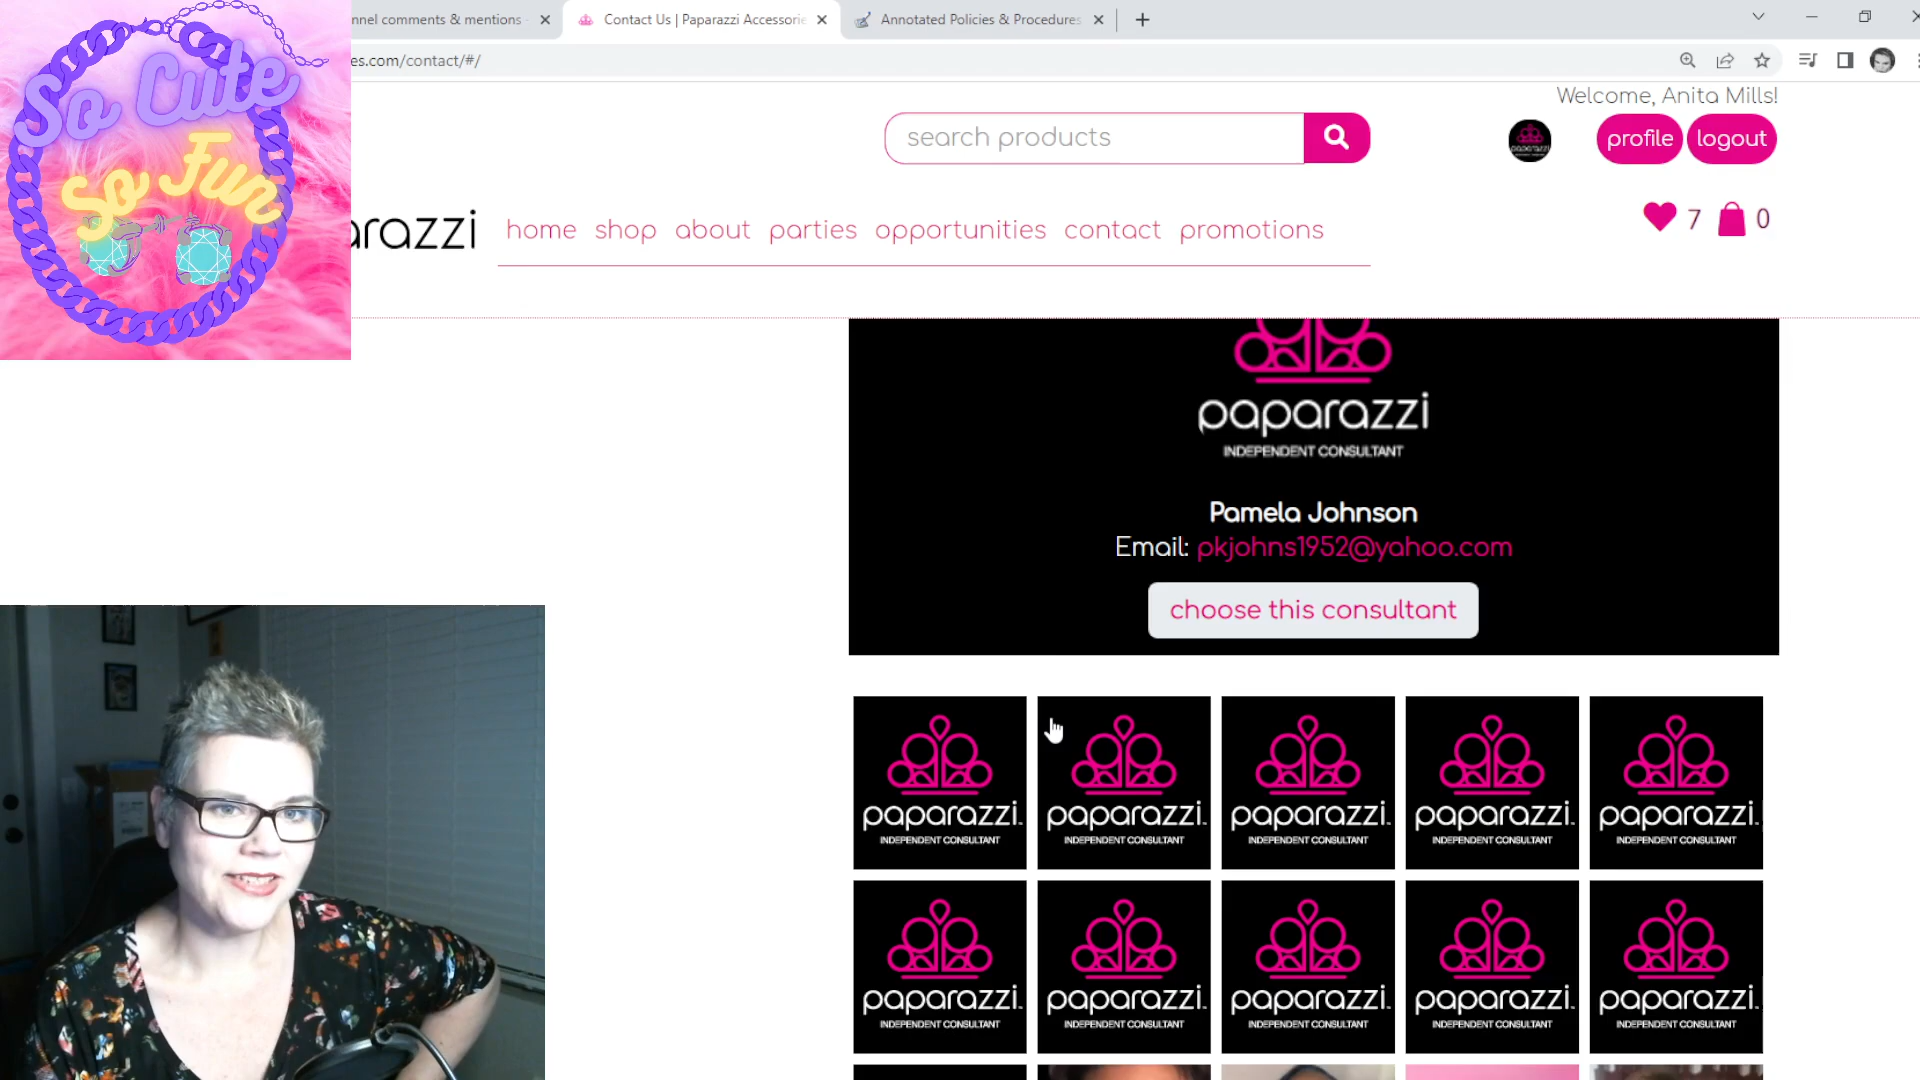 nnel comments & mentions
Contact Us | Paparazzi Accessorie
Annotated Policies & Procedures
es.com/contact/#/
So Cute
So Fun
Welcome, Anita Mills!
search products
profile
logout
arazzi
home shop about parties opportunities contact promotions
7
0
paparazzi
INDEPENDENT CONSULTANT
Pamela Johnson
Email: pkjohns1952@yahoo.com
choose this consultant
paparazzi
INDEPENDENT CONSULTANT
paparazzi
INDEPENDENT CONSULTANT
paparazzi
INDEPENDENT CONSULTANT
paparazzi
INDEPENDENT CONSULTANT
paparazzi
INDEPENDENT CONSULTANT
paparazzi
INDEPENDENT CONSULTANT
paparazzi
INDEPENDENT CONSULTANT
paparazzi
INDEPENDENT CONSULTANT
paparazzi
INDEPENDENT CONSULTANT
paparazzi
INDEPENDENT CONSULTANT